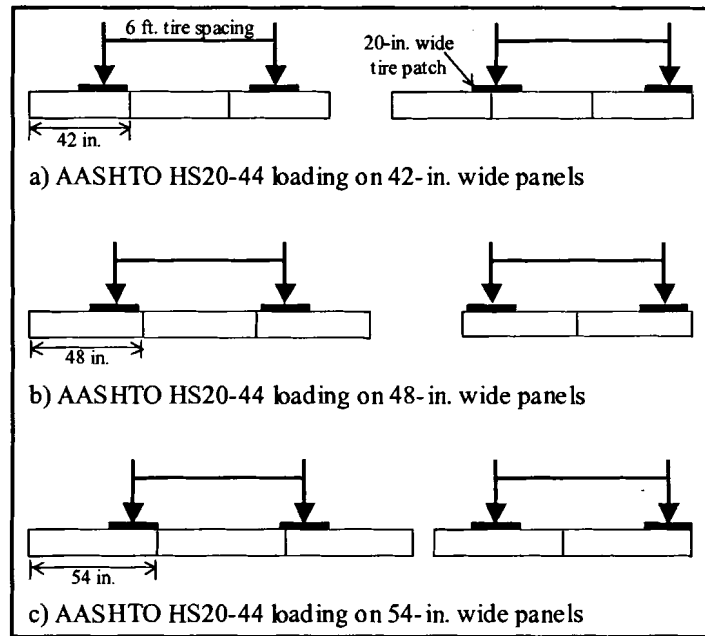 6 ft. tire spacing
20-in. wide
tire patch
42 in.
a) AASHTO HS20-44 loading on 42-in. wide panels
48 in.
b) AASHTO HS20-44 loading on 48-in. wide panels
54 in.
c) AASHTO HS20-44 loading on 54-in. wide panels